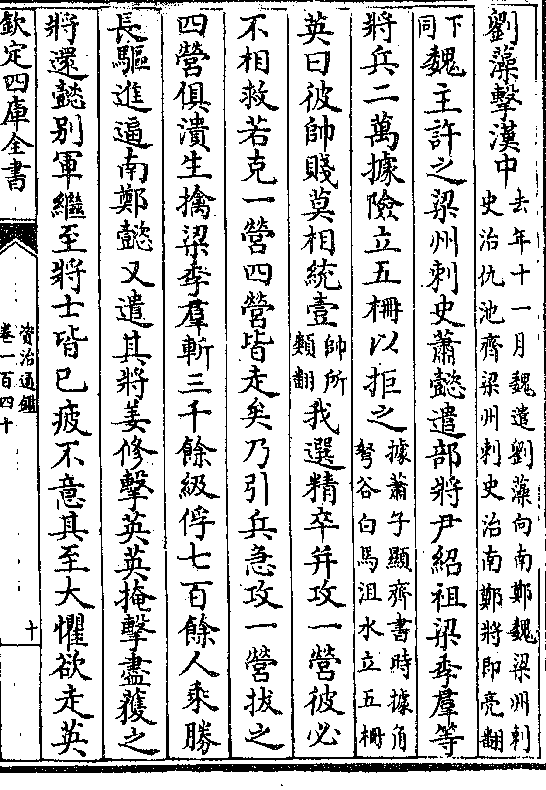 劉藻擊漢中去年十一月魏遣劉藻向南鄭魏梁州刺史治仇池齊梁州刺史治南鄭將即亮翻
下同魏主許之梁州刺史蕭懿遣部將尹紹祖梁季羣等
將兵二萬據險立五柵以拒之據蕭子顯齊書時據角弩谷白馬沮水立五柵
英曰彼帥賤莫相統壹帥所類翻我選精卒并攻一營彼必
不相救若克一營四營皆走矣乃引兵急攻一營拔之
四營俱潰生擒梁季羣斬三千餘級俘七百餘人乘勝
長驅進逼南鄭懿又遣其將姜修擊英英掩擊盡獲之
將還懿别軍繼至將士皆已疲不意其至大懼欲走英
欽定四庫全書
資治通鑑
卷一百四十
十